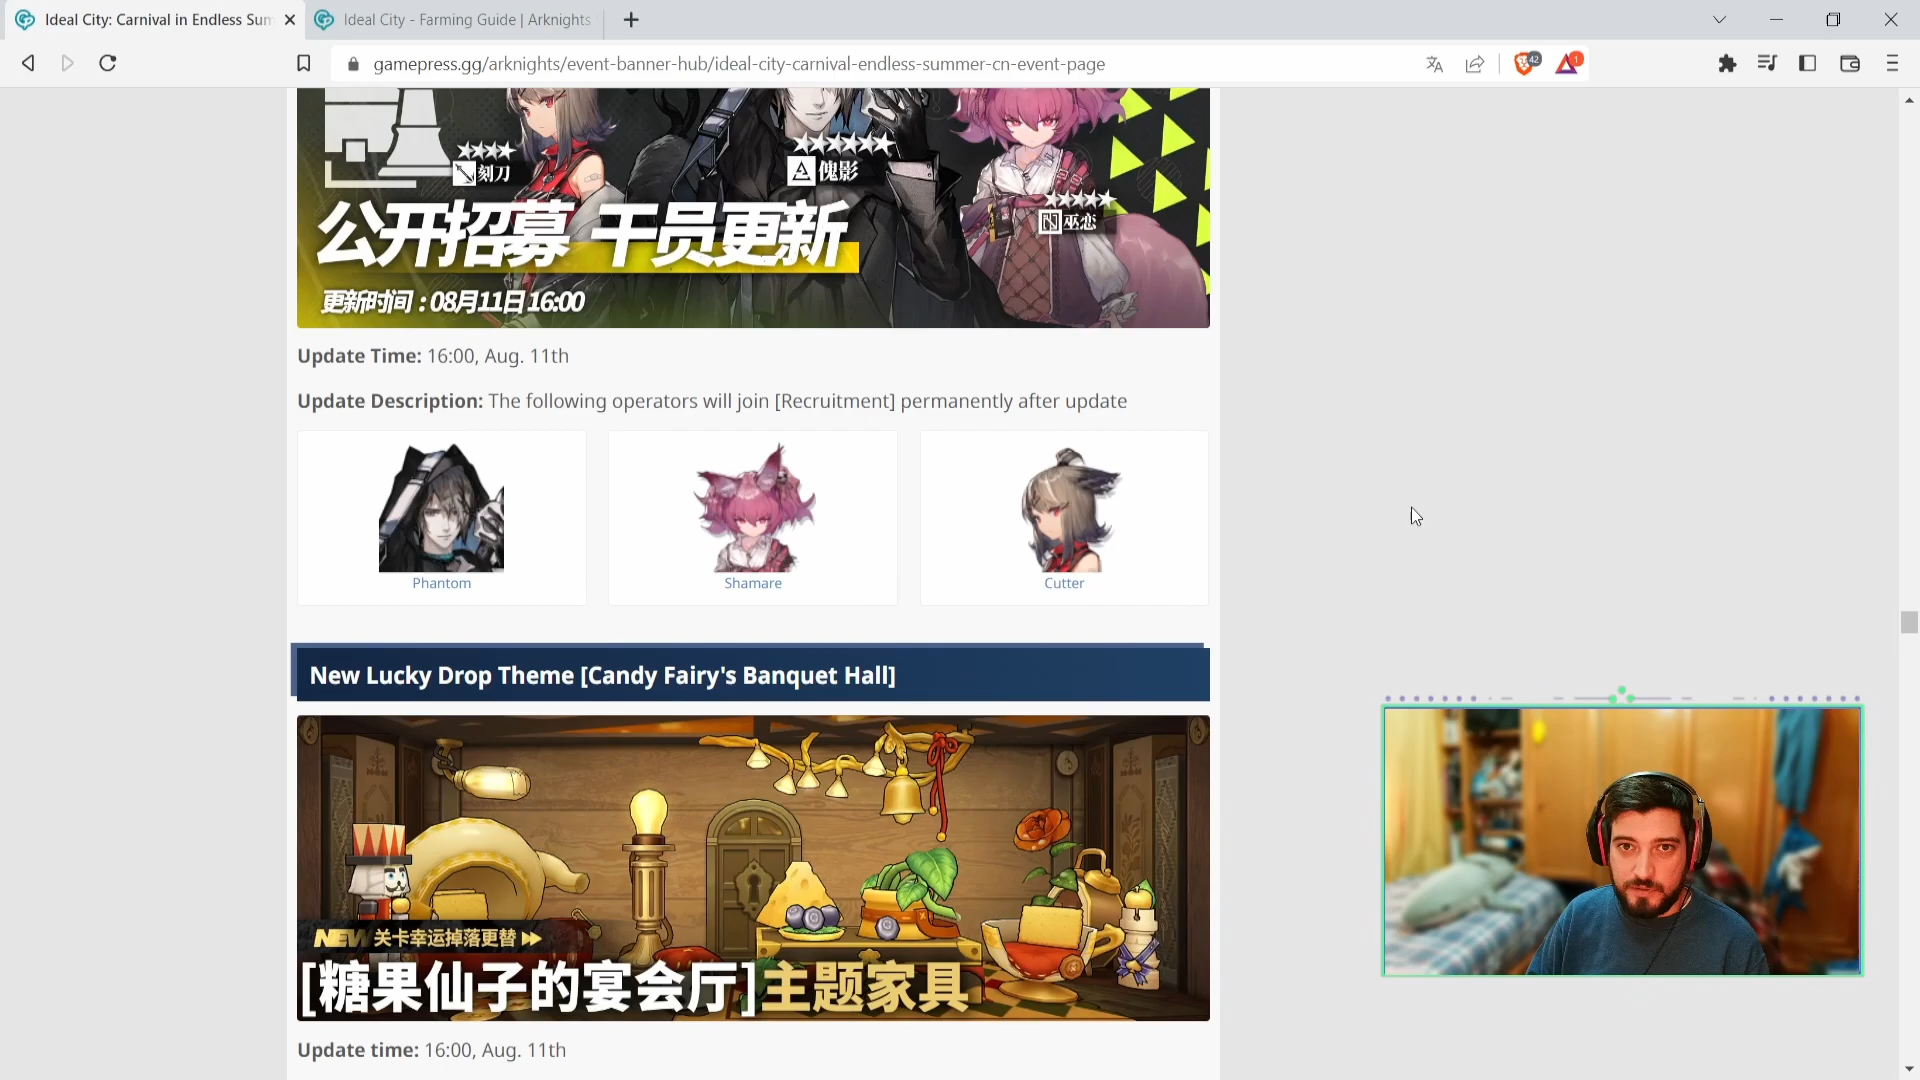 Ideal City: Carnival in Endless Sum
Ideal City - Farming Guide | Arknights
gamepress.gg/arknights/event-banner-hub/ideal-city-carnival-endless-summer-cn-event-page
42
1
★★★★
刻刀
★★★★★★
傀影
★★★★★
巫恋
公开招募 干员更新
更新时间：08月11日 16:00
Update Time: 16:00, Aug. 11th
Update Description: The following operators will join [Recruitment] permanently after update
Phantom
Shamare
Cutter
New Lucky Drop Theme [Candy Fairy's Banquet Hall]
NEW 关卡幸运掉落更替
[糖果仙子的宴会厅]主题家具
Update time: 16:00, Aug. 11th